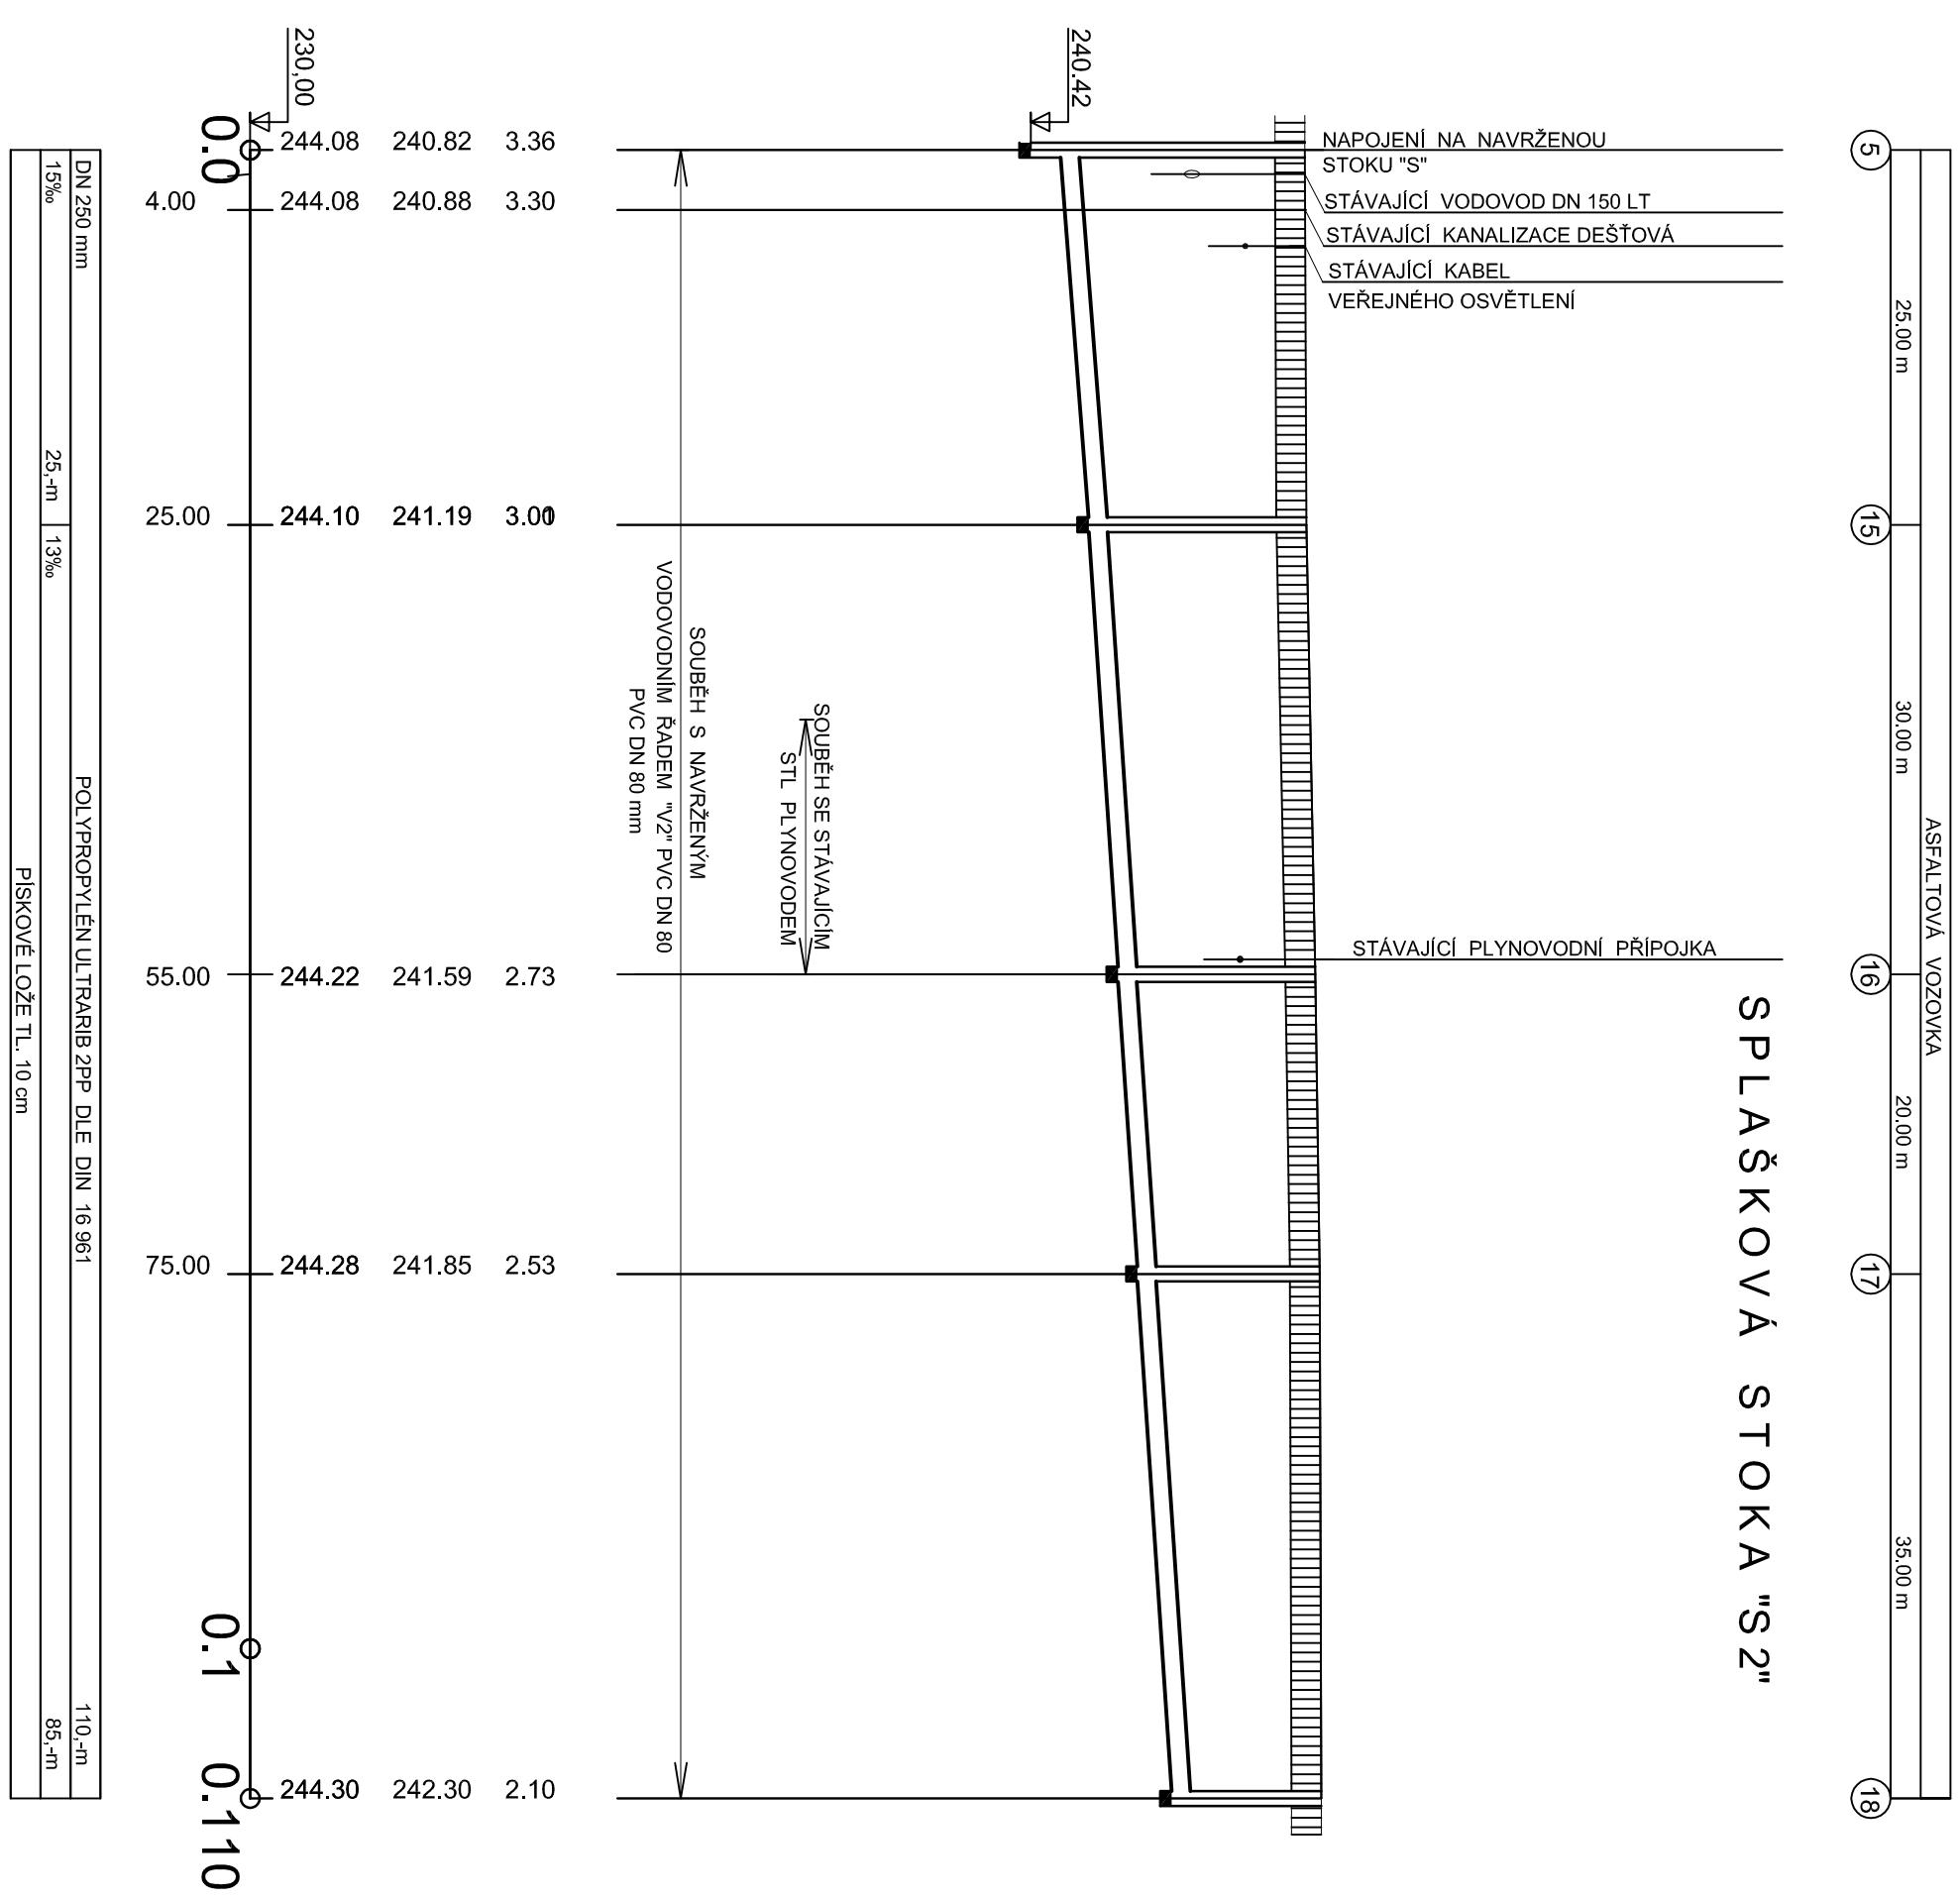 SPLAŠKOVÁ STOKA "S2"
ASFALTOVÁ VOZOVKA
25.00 m
30.00 m
20.00 m
35.00 m
5
15
16
17
18
NAPOJENÍ NA NAVRŽENOU
STOKU "S"
STÁVAJÍCÍ VODOVOD DN 150 LT
STÁVAJÍCÍ KANALIZACE DEŠŤOVÁ
STÁVAJÍCÍ KABEL
VEŘEJNÉHO OSVĚTLENÍ
STÁVAJÍCÍ PLYNOVODNÍ PŘÍPOJKA
240.42
230,00
SOUBĚH SE STÁVAJÍCÍM
STL PLYNOVODEM
SOUBĚH S NAVRŽENÝM
VODOVODNÍM ŘADEM "V2" PVC DN 80
PVC DN 80 mm
244.08 240.82 3.36
4.00 244.08 240.88 3.30
25.00 244.10 241.19
55.00 244.22 241.59 2.73
75.00 244.28 241.85 2.53
244.30 242.30 2.10
0.0
0.1
0.110
DN 250 mm POLYPROPYLÉN ULTRARIB 2PP DLE DIN 16 961 110,-m
15‰ 25,-m 13‰ 85,-m
PÍSKOVÉ LOŽE TL. 10 cm